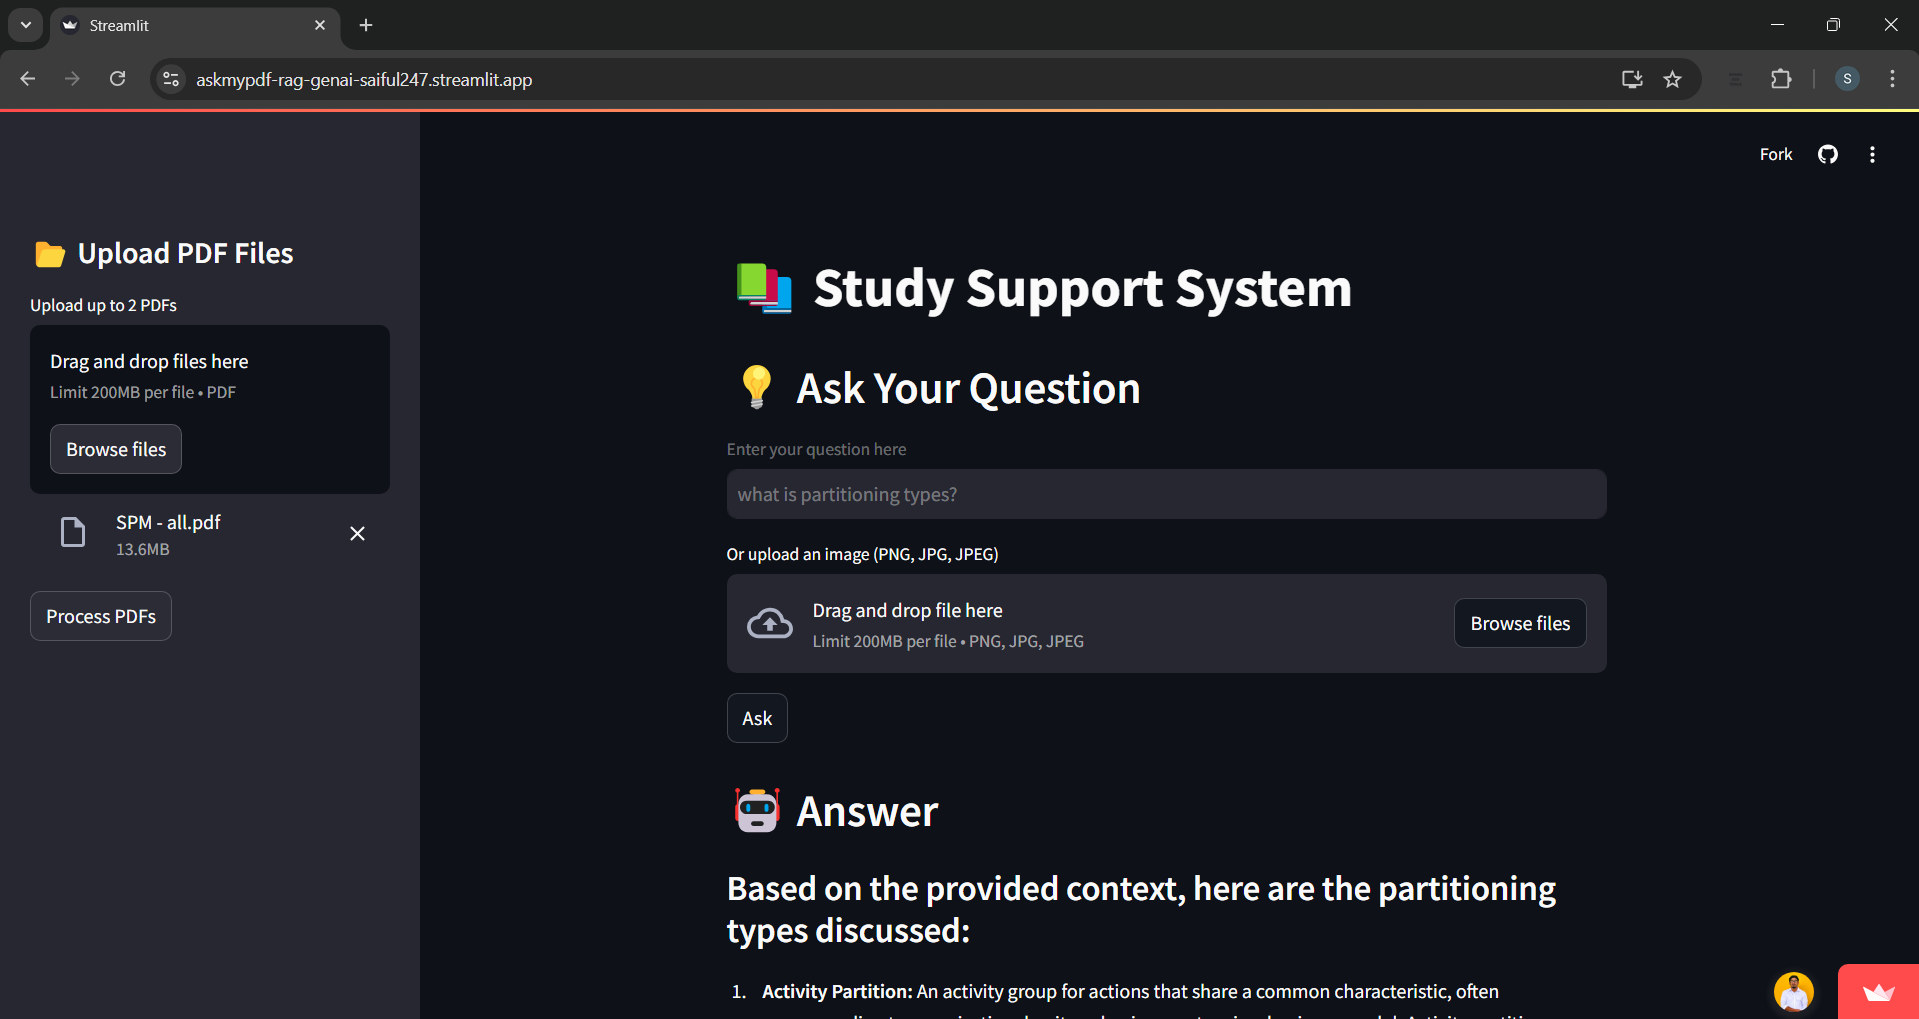 Streamlit
askmypdf-rag-genai-saiful247.streamlit.app
S
Fork
Upload PDF Files
Upload up to 2 PDFs
Drag and drop files here
Limit 200MB per file • PDF
Browse files
SPM - all.pdf
13.6MB
Process PDFs
Study Support System
Ask Your Question
Enter your question here
what is partitioning types?
Or upload an image (PNG, JPG, JPEG)
Drag and drop file here
Limit 200MB per file • PNG, JPG, JPEG
Browse files
Ask
Answer
Based on the provided context, here are the partitioning
types discussed:
1. Activity Partition: An activity group for actions that share a common characteristic, often